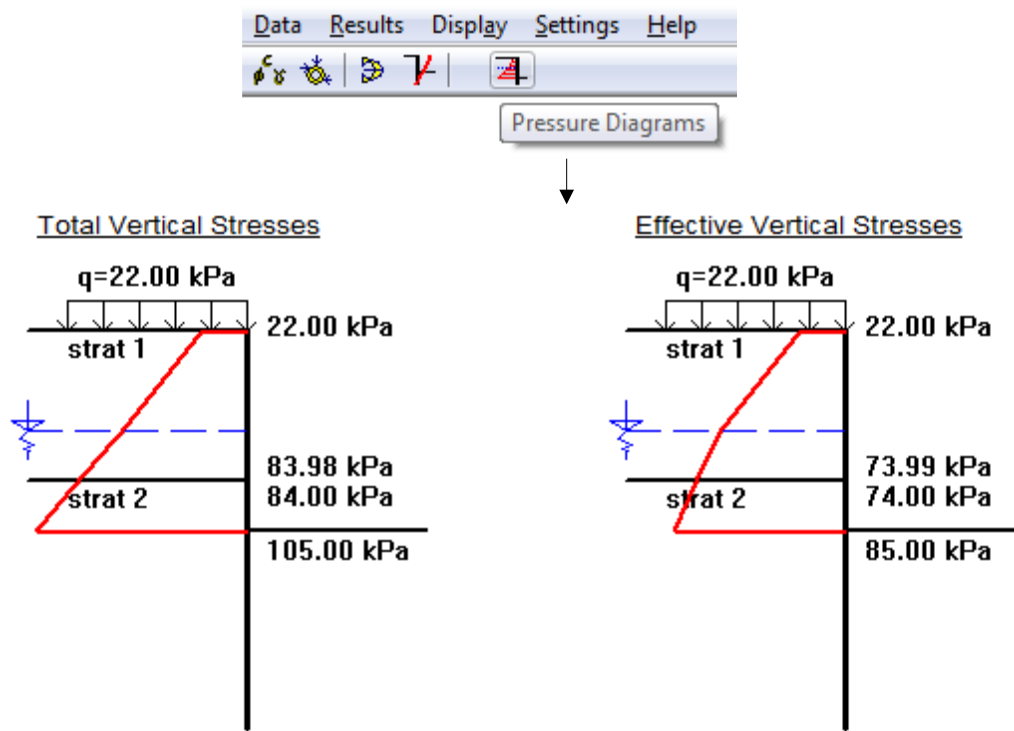 Data Results Display Settings Help
φ c γ
Pressure Diagrams
Total Vertical Stresses
q=22.00 kPa
22.00 kPa
strat 1
83.98 kPa
84.00 kPa
strat 2
105.00 kPa
Effective Vertical Stresses
q=22.00 kPa
22.00 kPa
strat 1
73.99 kPa
74.00 kPa
strat 2
85.00 kPa